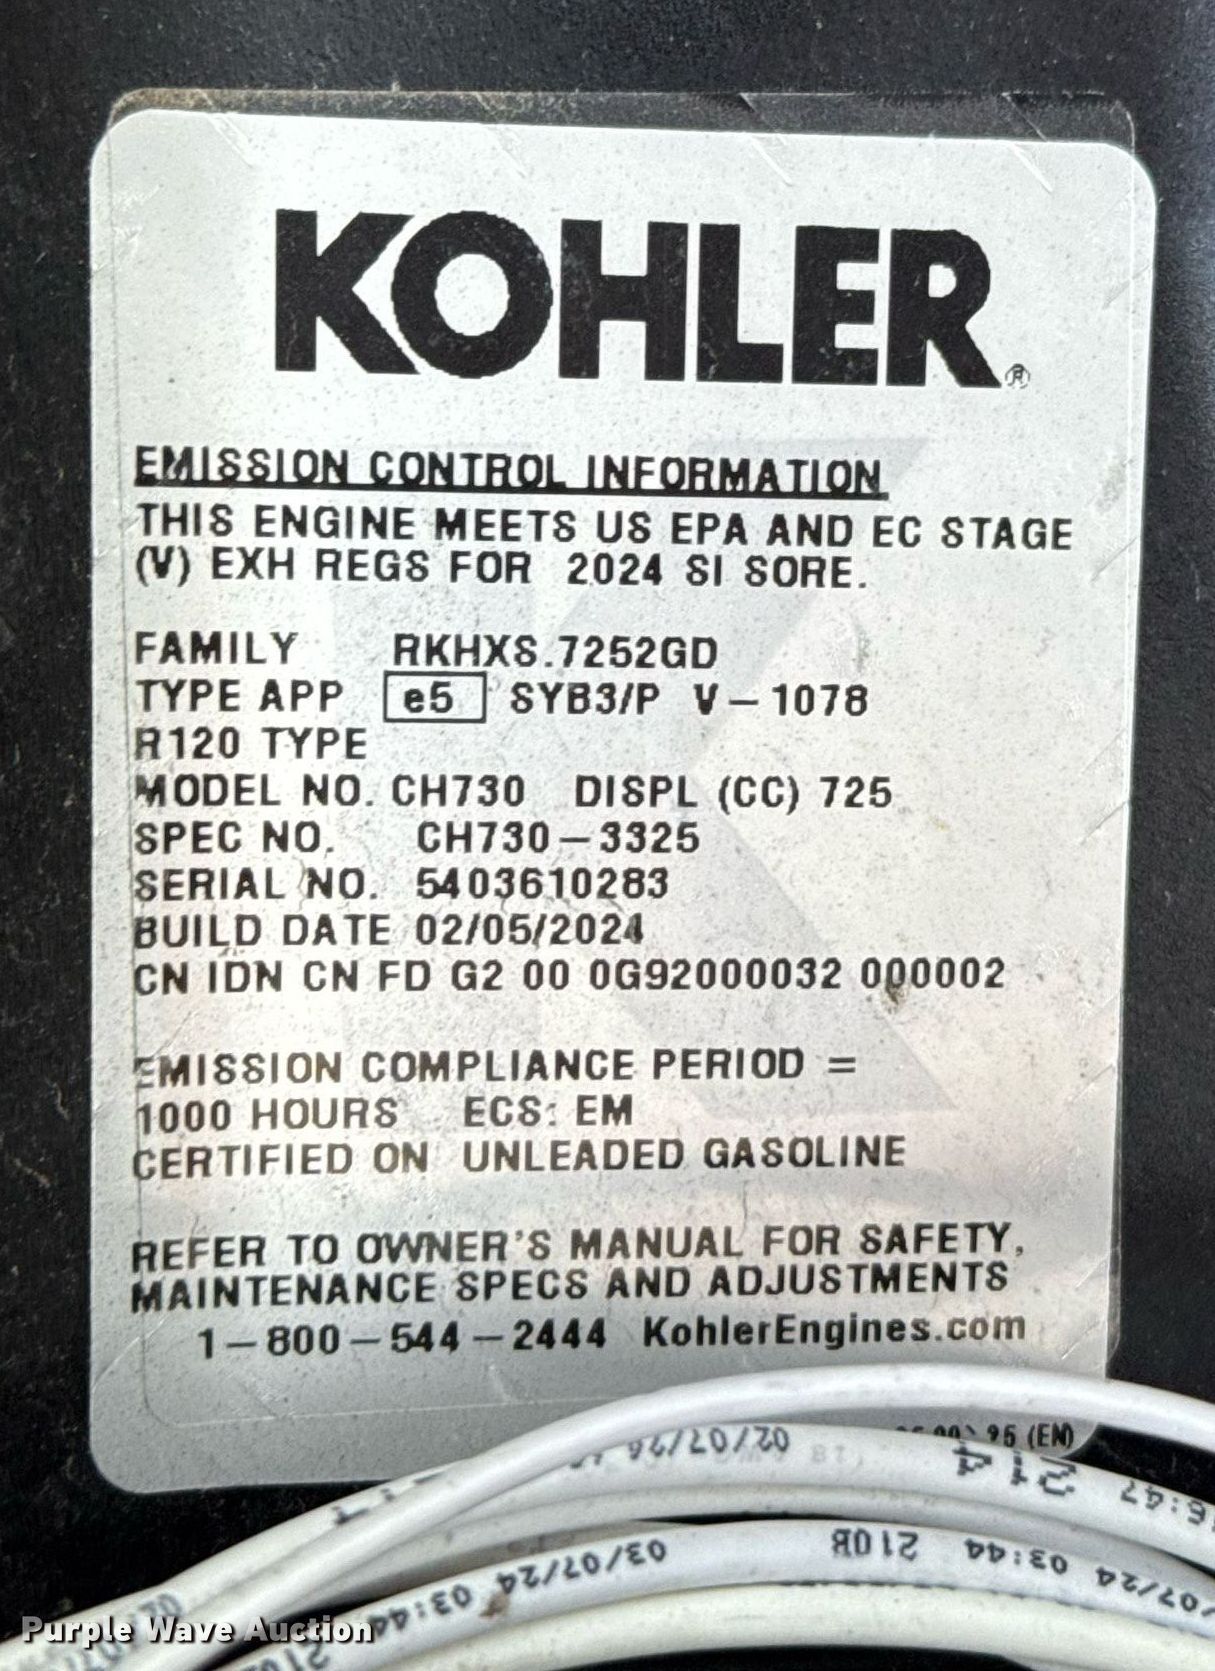 KOHLER®
EMISSION CONTROL INFORMATION
THIS ENGINE MEETS US EPA AND EC STAGE
(V) EXH REGS FOR 2024 SI SORE.
FAMILY RKHXS.7252GD
TYPE APP e5 SYB3/P V-1078
R120 TYPE
MODEL NO. CH730 DISPL (CC) 725
SPEC NO. CH730-3325
SERIAL NO. 5403610283
BUILD DATE 02/05/2024
CN IDN CN FD G2 00 0G92000032 000002
EMISSION COMPLIANCE PERIOD =
1000 HOURS ECS: EM
CERTIFIED ON UNLEADED GASOLINE
REFER TO OWNER'S MANUAL FOR SAFETY,
MAINTENANCE SPECS AND ADJUSTMENTS
1-800-544-2444 KohlerEngines.com
(EN)
214
03/07/24 03:44 210B
Purple Wave Auction